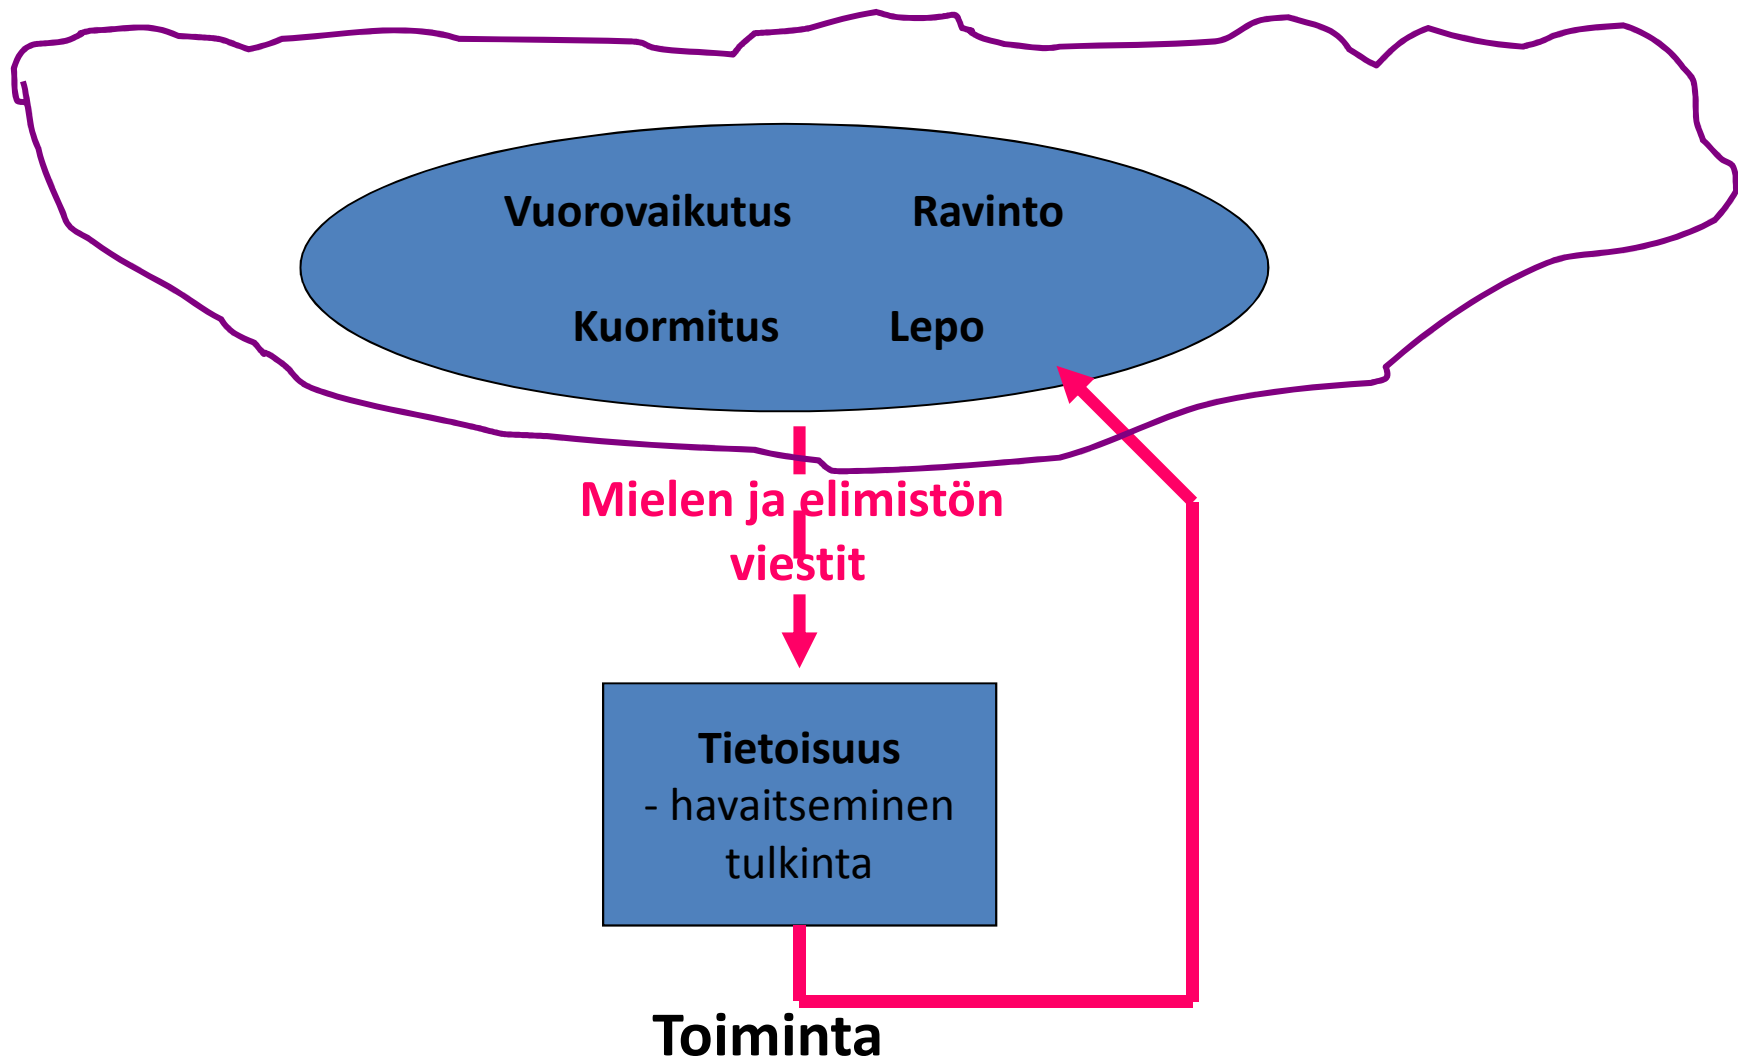 Vuorovaikutus Ravinto
Kuormitus Lepo
Mielen ja elimistön
viestit
Tietoisuus
- havaitseminen
tulkinta
Toiminta